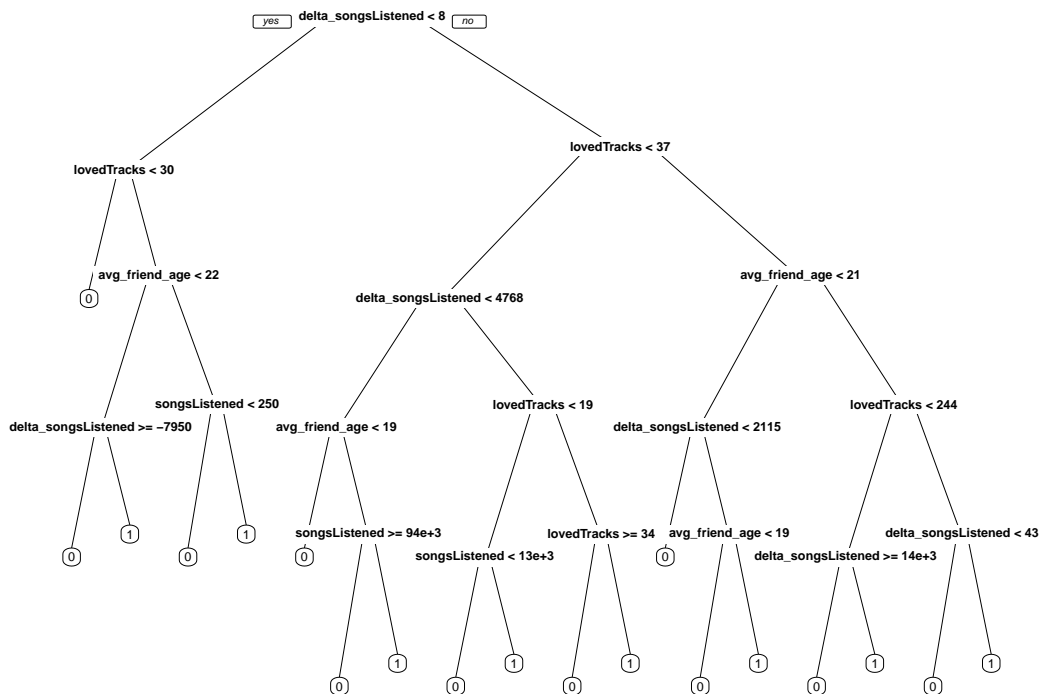 yes delta_songsListened < 8 no
lovedTracks < 30
lovedTracks < 37
avg_friend_age < 22
avg_friend_age < 21
0
delta_songsListened < 4768
songsListened < 250
lovedTracks < 19
lovedTracks < 244
delta_songsListened >= −7950
avg_friend_age < 19
delta_songsListened < 2115
1 1 songsListened >= 94e+3 lovedTracks >= 34 avg_friend_age < 19 delta_songsListened < 43
0 0 0 songsListened < 13e+3 0 delta_songsListened >= 14e+3
1 1 1 1 1 1
0 0 0 0 0 0